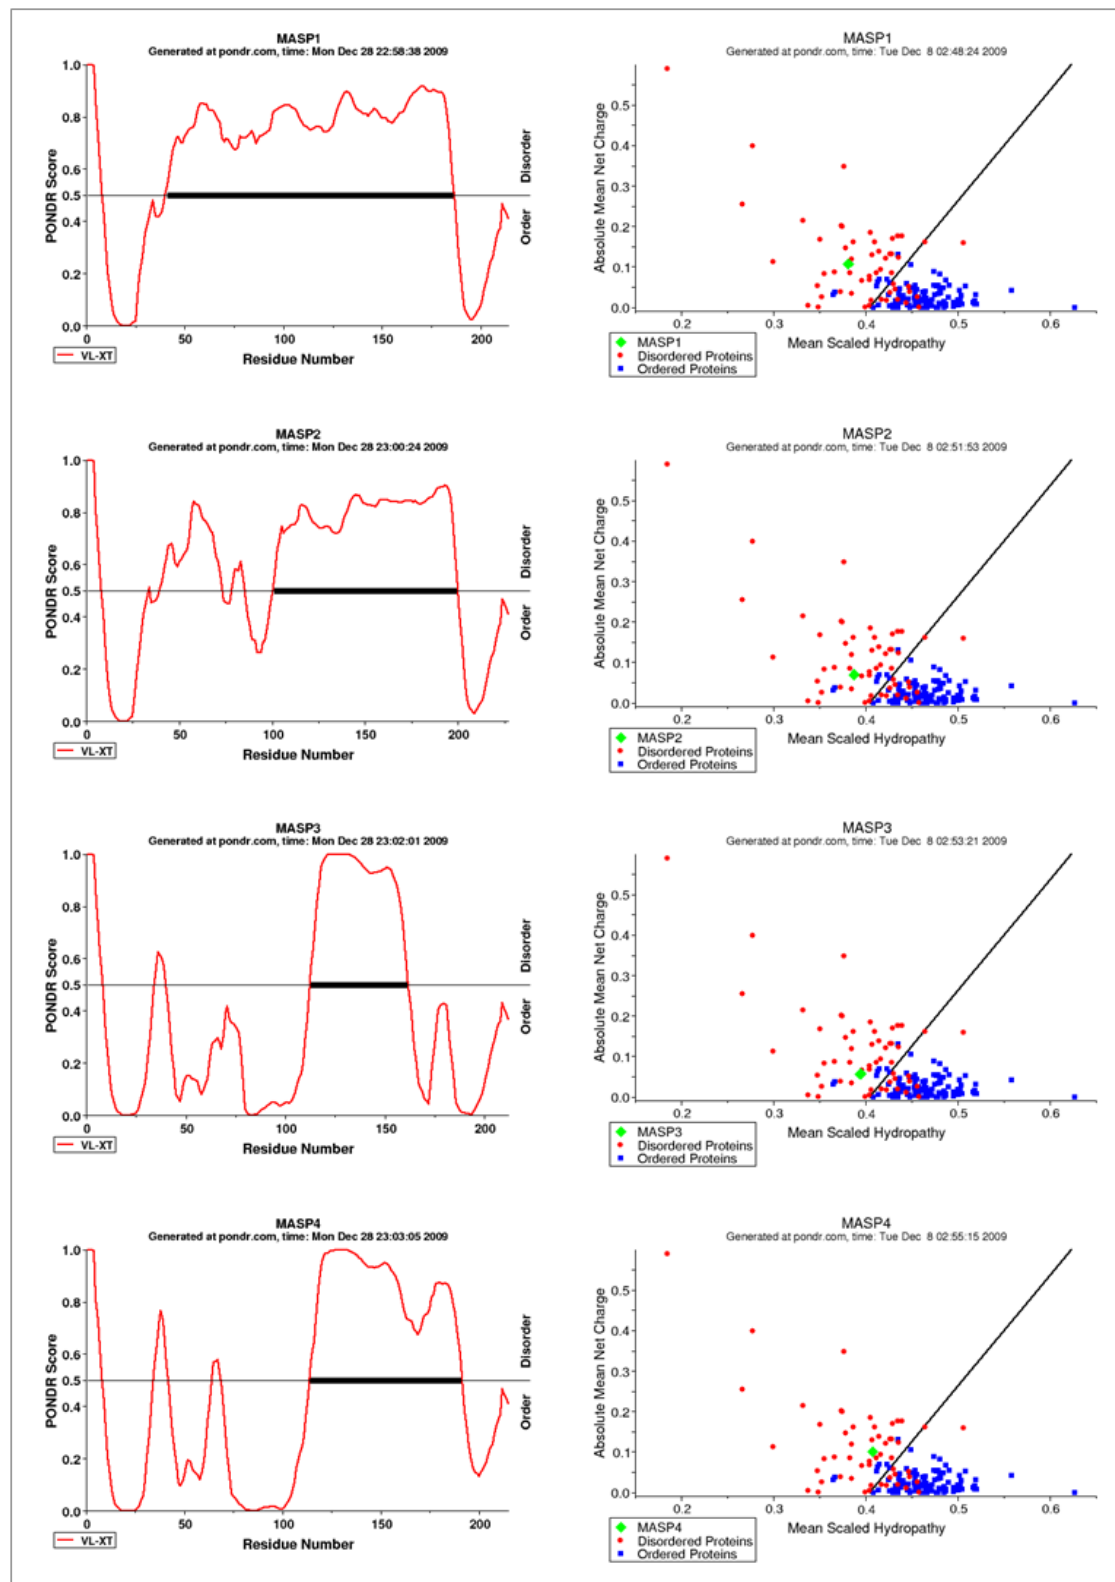 MASP1
Generated at pondr.com, time: Mon Dec 28 22:58:38 2009
1.0
0.8
0.6
0.5
0.4
0.2
0.0
PONDR Score
Disorder
Order
0 50 100 150 200
Residue Number
VL-XT
MASP1
Generated at pondr.com, time: Tue Dec 8 02:48:24 2009
0.5
0.4
0.3
0.2
0.1
0.0
Absolute Mean Net Charge
0.2 0.3 0.4 0.5 0.6
Mean Scaled Hydropathy
MASP1
Disordered Proteins
Ordered Proteins
MASP2
Generated at pondr.com, time: Mon Dec 28 23:00:24 2009
1.0
0.8
0.6
0.5
0.4
0.2
0.0
PONDR Score
Disorder
Order
0 50 100 150 200
Residue Number
VL-XT
MASP2
Generated at pondr.com, time: Tue Dec 8 02:51:53 2009
0.5
0.4
0.3
0.2
0.1
0.0
Absolute Mean Net Charge
0.2 0.3 0.4 0.5 0.6
Mean Scaled Hydropathy
MASP2
Disordered Proteins
Ordered Proteins
MASP3
Generated at pondr.com, time: Mon Dec 28 23:02:01 2009
1.0
0.8
0.6
0.5
0.4
0.2
0.0
PONDR Score
Disorder
Order
0 50 100 150 200
Residue Number
VL-XT
MASP3
Generated at pondr.com, time: Tue Dec 8 02:53:21 2009
0.5
0.4
0.3
0.2
0.1
0.0
Absolute Mean Net Charge
0.2 0.3 0.4 0.5 0.6
Mean Scaled Hydropathy
MASP3
Disordered Proteins
Ordered Proteins
MASP4
Generated at pondr.com, time: Mon Dec 28 23:03:05 2009
1.0
0.8
0.6
0.5
0.4
0.2
0.0
PONDR Score
Disorder
Order
0 50 100 150 200
Residue Number
VL-XT
MASP4
Generated at pondr.com, time: Tue Dec 8 02:55:15 2009
0.5
0.4
0.3
0.2
0.1
0.0
Absolute Mean Net Charge
0.2 0.3 0.4 0.5 0.6
Mean Scaled Hydropathy
MASP4
Disordered Proteins
Ordered Proteins